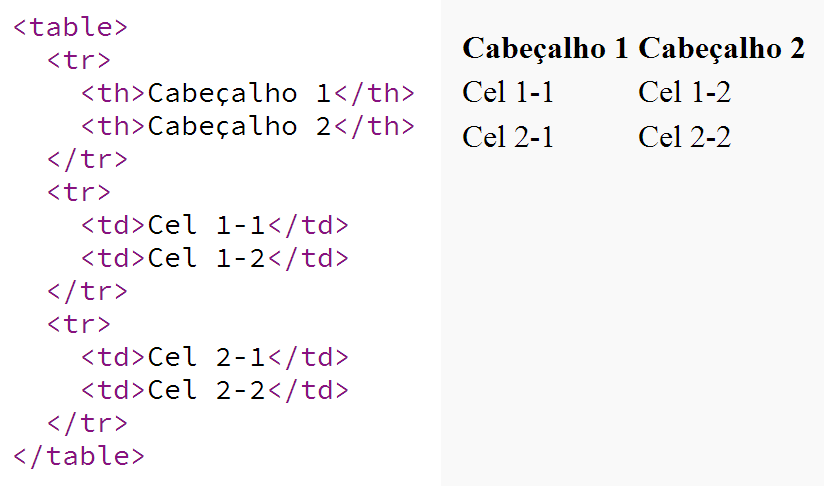 <table>
  <tr>
    <th>Cabeçalho 1</th>
    <th>Cabeçalho 2</th>
  </tr>
  <tr>
    <td>Cel 1-1</td>
    <td>Cel 1-2</td>
  </tr>
  <tr>
    <td>Cel 2-1</td>
    <td>Cel 2-2</td>
  </tr>
</table>
Cabeçalho 1 Cabeçalho 2
Cel 1-1 Cel 1-2
Cel 2-1 Cel 2-2